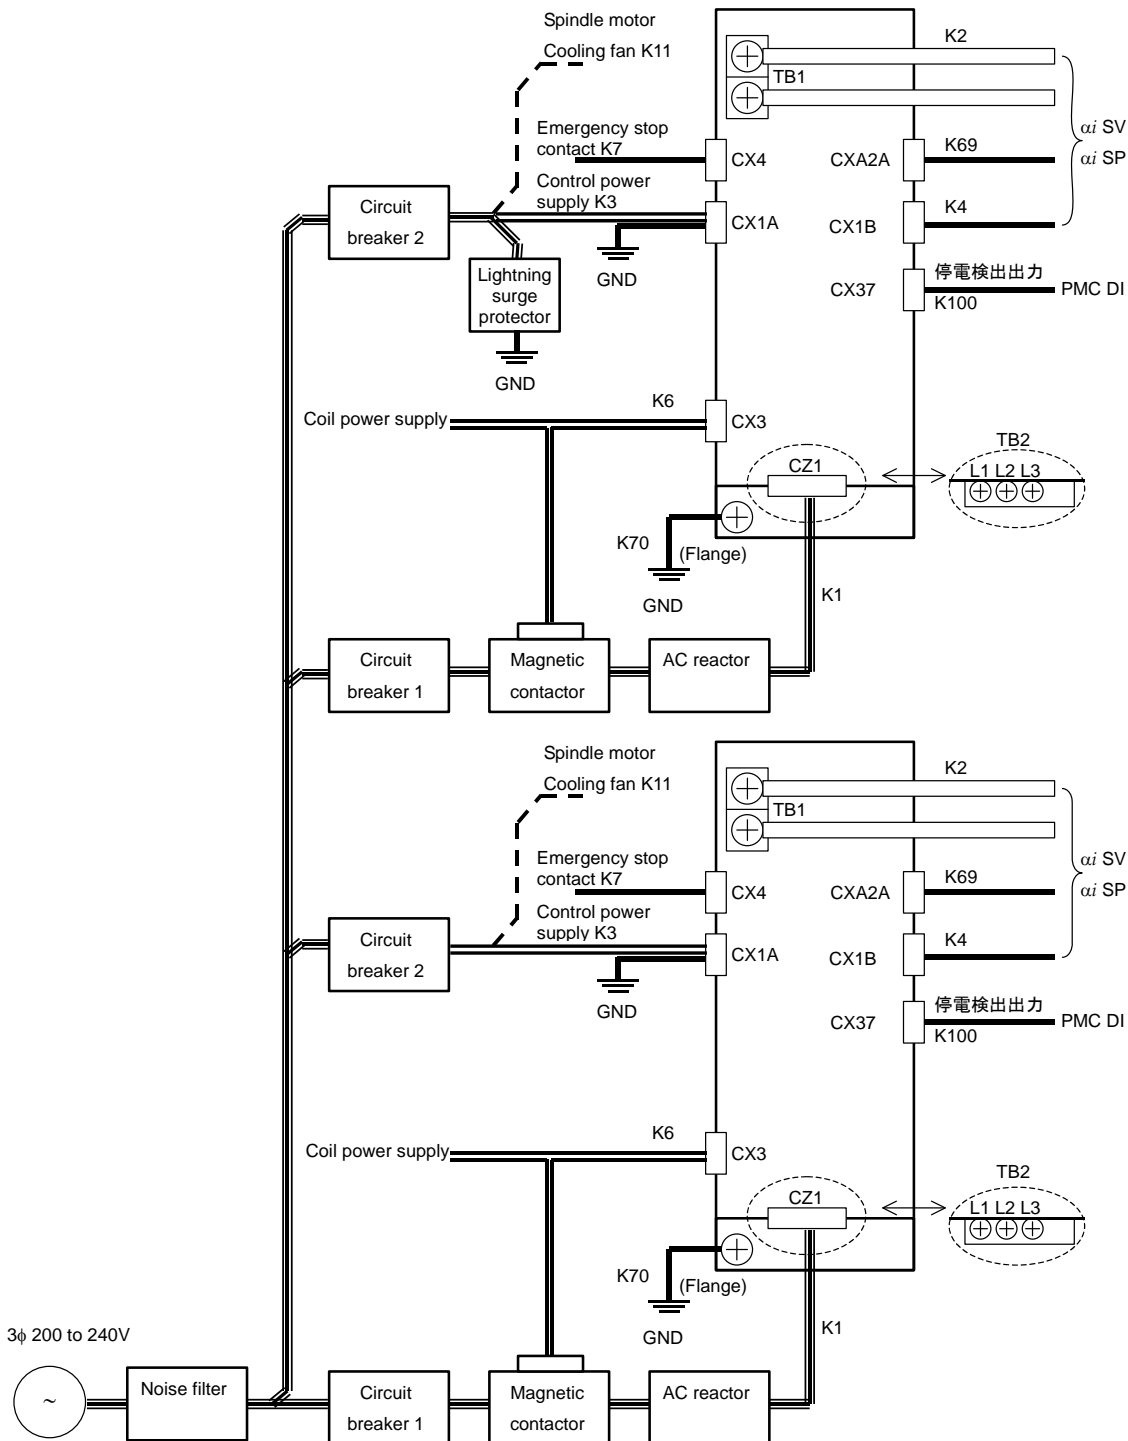 Spindle motor
Cooling fan K11
K2
TB1
αi SV
αi SP
Emergency stop
contact K7
CX4
CXA2A
K69
Control power
supply K3
CX1A
CX1B
K4
Circuit
breaker 2
GND
Lightning
surge
protector
GND
CX37
停電検出出力
K100
PMC DI
Coil power supply
K6
CX3
CZ1
TB2
L1 L2 L3
K70
(Flange)
GND
K1
Circuit
breaker 1
Magnetic
contactor
AC reactor
Spindle motor
Cooling fan K11
K2
TB1
αi SV
αi SP
Emergency stop
contact K7
CX4
CXA2A
K69
Control power
supply K3
CX1A
CX1B
K4
Circuit
breaker 2
GND
CX37
停電検出出力
K100
PMC DI
Coil power supply
K6
CX3
CZ1
TB2
L1 L2 L3
K70
(Flange)
GND
K1
3ϕ 200 to 240V
~
Noise filter
Circuit
breaker 1
Magnetic
contactor
AC reactor